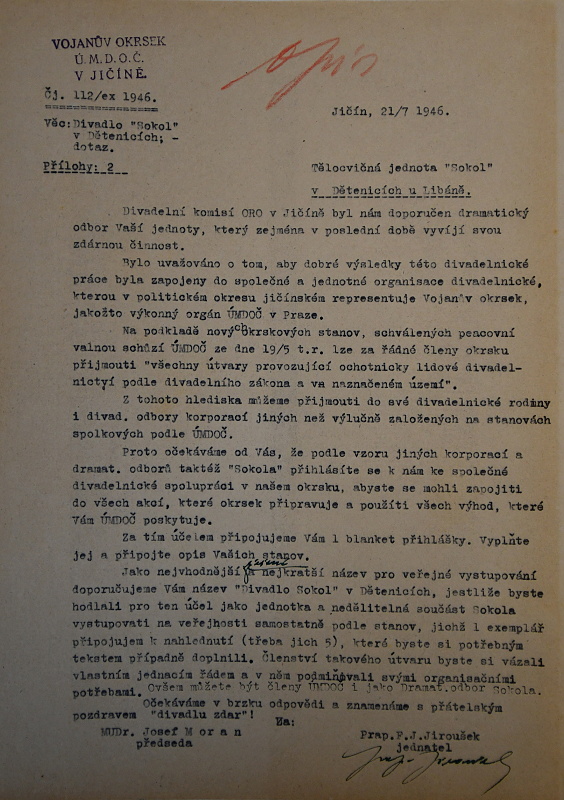 VOJANŮV OKRSEK
Ú.M.D.O.Č.
V JIČÍNĚ.
opis
Čj. 112/ex 1946.
Jičín, 21/7 1946.
Věc: Divadlo "Sokol"
v Dětenicích; -
dotaz.
Přílohy: 2
Tělocvičná jednota "Sokol"
v Dětenicích u Libáně.
Divadelní komisí ORO v Jičíně byl nám doporučen dramatický
odbor Vaší jednoty, který zejména v poslední době vyvíjí svou
zdárnou činnost.
Bylo uvažováno o tom, aby dobré výsledky této divadelnické
práce byla zapojeny do společné a jednotné organisace divadelnické,
kterou v politickém okresu jičínském representuje Vojanův okrsek,
jakožto výkonný orgán ÚMDOČ v Praze.
Na podkladě nových okrskových stanov, schválených pracovní
valnou schůzí ÚMDOČ ze dne 19/5 t.r. lze za řádné členy okrsku
přijmouti "všechny útvary provozující ochotnicky lidové divadel-
nictví podle divadelního zákona a va naznačeném území".
Z tohoto hlediska můžeme přijmouti do své divadelnické rodiny
i divad. odbory korporací jiných než výlučně založených na stanovách
spolkových podle ÚMDOČ.
Proto očekáváme od Vás, že podle vzoru jiných korporací a
dramat. odborů taktéž "Sokola" přihlásíte se k nám ke společné
divadelnické spolupráci v našem okrsku, abyste se mohli zapojiti
do všech akcí, které okrsek připravuje a použíti všech výhod, které
Vám ÚMDOČ poskytuje.
Za tím účelem připojujeme Vám 1 blanket přihlášky. Vyplňte
jej a připojte opis Vašich stanov.
Jako nejvhodnější a nejkratší název pro veřejné vystupování
doporučujeme Vám název "Divadlo Sokol" v Dětenicích, jestliže byste
hodlali pro ten účel jako jednotka a nedělitelná součást Sokola
vystupovati na veřejnosti samostatně podle stanov, jichž 1 exemplář
připojujem k nahlednutí (třeba jich 5), které byste si potřebným
textem případně doplnili. Členství takového útvaru byste si vázali
vlastním jednacím řádem a v něm podmiňovali svými organisačními
potřebami. Ovšem můžete být členy ÚMDOČ i jako Dramat.odbor Sokola.
Očekáváme v brzku odpovědi a znamenáme s přátelským
pozdravem "divadlu zdar"!
Za:
MUDr. Josef Moran
předseda
Prap. F.J.Jiroušek
jednatel